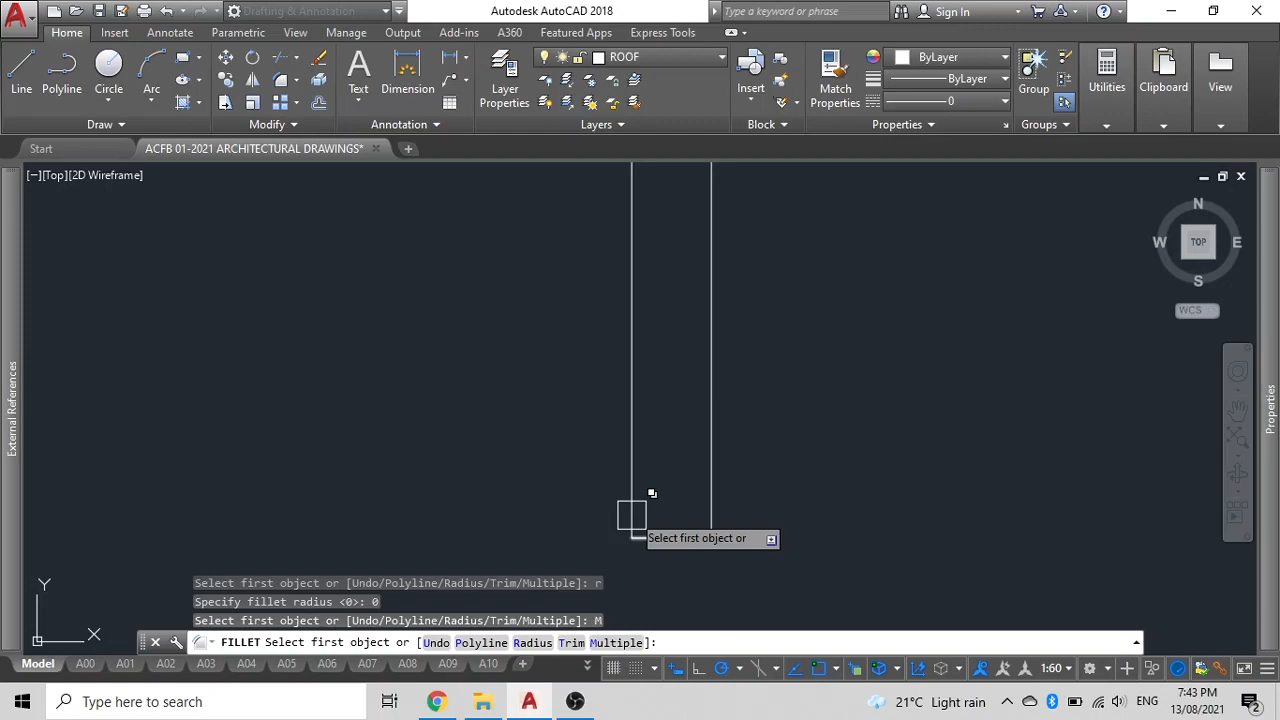 Drafting & Annotation
Autodesk AutoCAD 2018
Type a keyword or phrase
Sign In
Home
Insert
Annotate
Parametric
View
Manage
Output
Add-ins
A360
Featured Apps
Express Tools
Line
Polyline
Circle
Arc
Draw
Modify
Text
Dimension
Annotation
Layer
Properties
ROOF
Layers
Insert
Block
Match
Properties
ByLayer
ByLayer
0
Properties
Group
Groups
Utilities
Clipboard
View
Start
ACFB 01-2021 ARCHITECTURAL DRAWINGS*
[−][Top][2D Wireframe]
N
W
TOP
E
S
WCS
External References
Properties
Select first object or
Y
X
Select first object or [Undo/Polyline/Radius/Trim/Multiple]: r
Specify fillet radius <0>: 0
Select first object or [Undo/Polyline/Radius/Trim/Multiple]: M
FILLET Select first object or [Undo Polyline Radius Trim Multiple]:
Model
A00
A01
A02
A03
A04
A05
A06
A07
A08
A09
A10
1:60
Type here to search
21°C Light rain
7:43 PM
13/08/2021
2